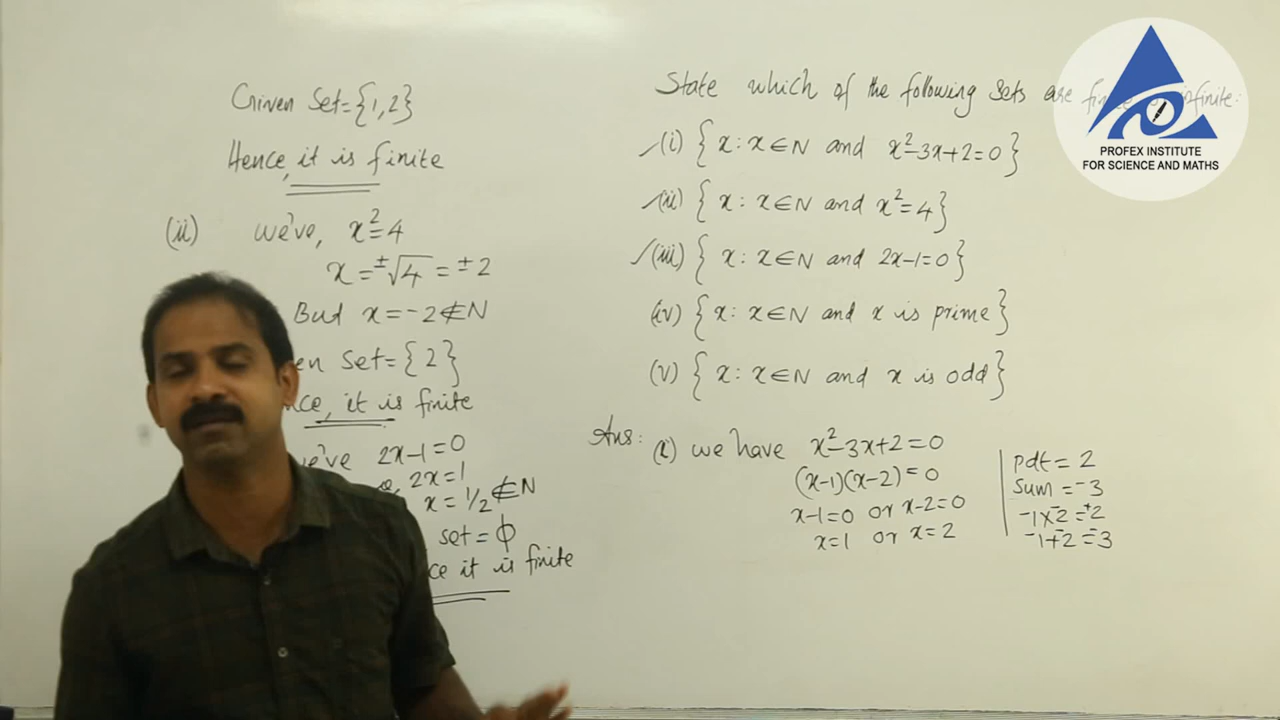 State which of the following sets are finite or infinite:
(i) { x: x∈N and x²-3x+2=0 }
(ii) { x: x∈N and x²=4 }
(iii) { x: x∈N and 2x-1=0 }
(iv) { x: x∈N and x is prime }
(v) { x: x∈N and x is odd }
Ans: (i) we have x²-3x+2=0
(x-1)(x-2)=0
x-1=0 or x-2=0
x=1 or x=2
pdt = 2
Sum = -3
-1x-2=+2
-1+-2=-3
Given Set={1,2}
Hence, it is finite
(ii) we've, x²=4
x=±√4=±2
But x=-2∉N
Set={2}
it is finite
2x-1=0
2x=1
x=1/2∉N
set=ϕ
it is finite
PROFEX INSTITUTE
FOR SCIENCE AND MATHS